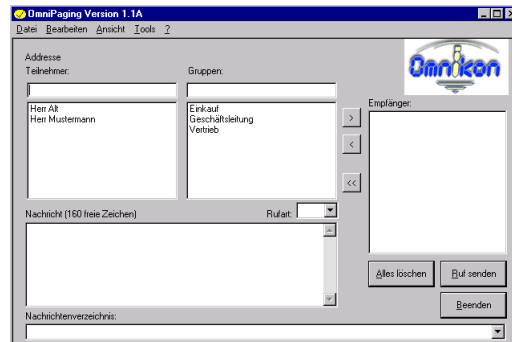 OmniPaging Version 1.1A
Datei Bearbeiten Ansicht Tools ?
Addresse
Teilnehmer:
Gruppen:
Omnikon
Herr Alt
Herr Mustermann
Einkauf
Geschäftsleitung
Vertrieb
>
<
<<
Empfänger:
Nachricht (160 freie Zeichen)
Rufart:
Alles löschen
Ruf senden
Beenden
Nachrichtenverzeichnis: